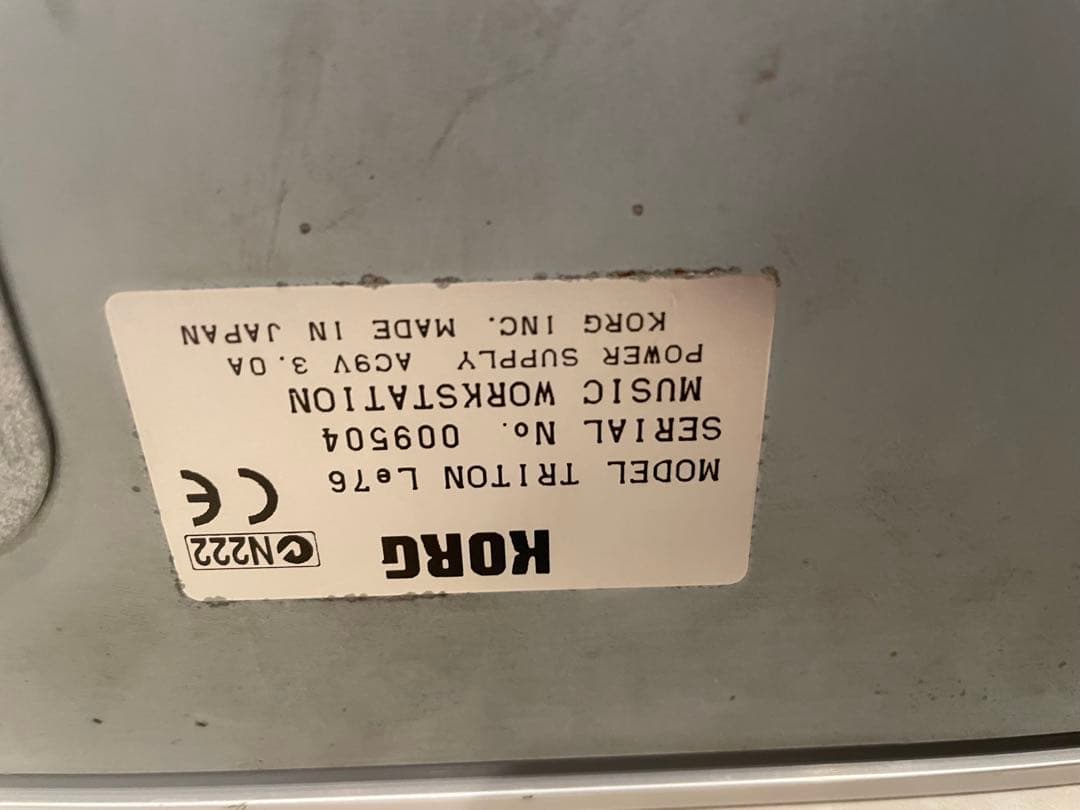 KORG
N222
MODEL TRITON Le76
CE
SERIAL No. 009504
MUSIC WORKSTATION
POWER SUPPLY AC9V 3.0A
KORG INC. MADE IN JAPAN